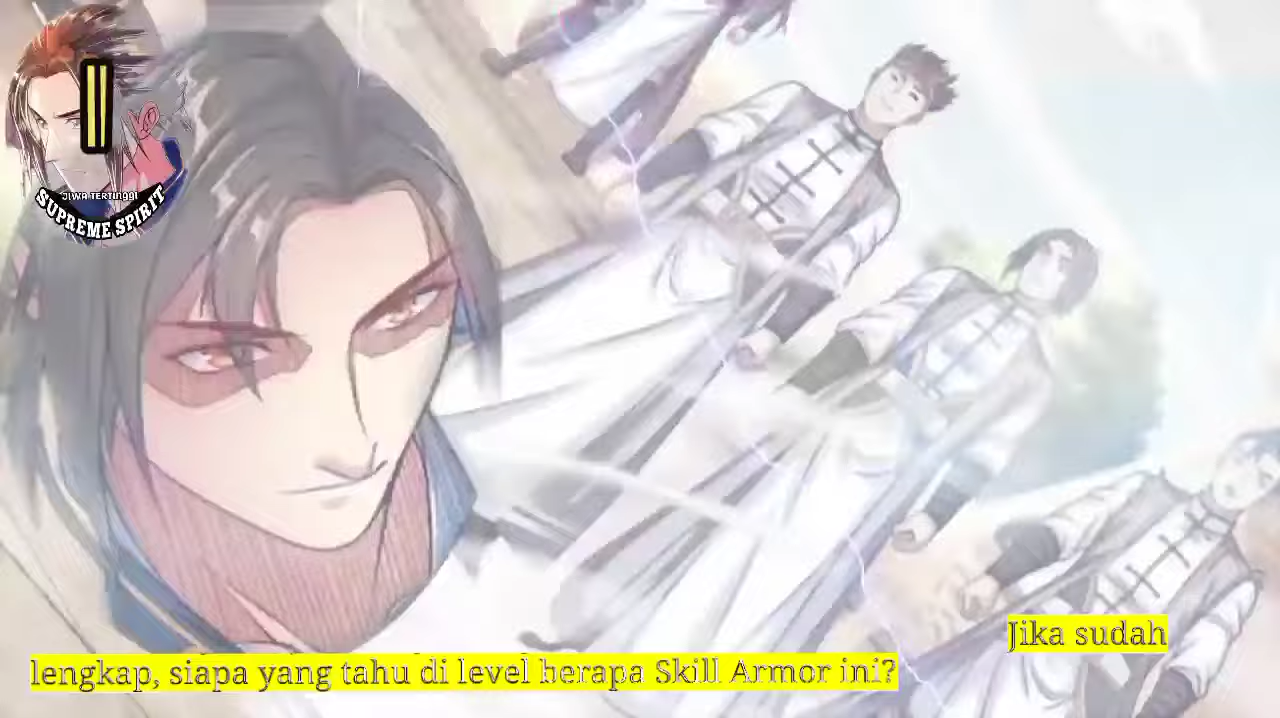 JIWA TERTINGGI
SUPREME SPIRIT
Jika sudah
lengkap, siapa yang tahu di level berapa Skill Armor ini?